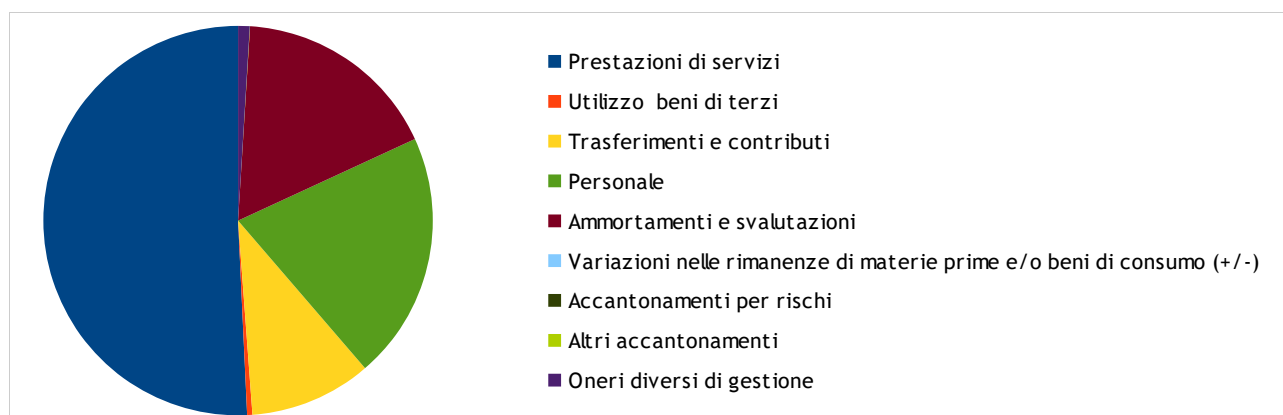 Prestazioni di servizi
Utilizzo beni di terzi
Trasferimenti e contributi
Personale
Ammortamenti e svalutazioni
Variazioni nelle rimanenze di materie prime e/o beni di consumo (+/-)
Accantonamenti per rischi
Altri accantonamenti
Oneri diversi di gestione